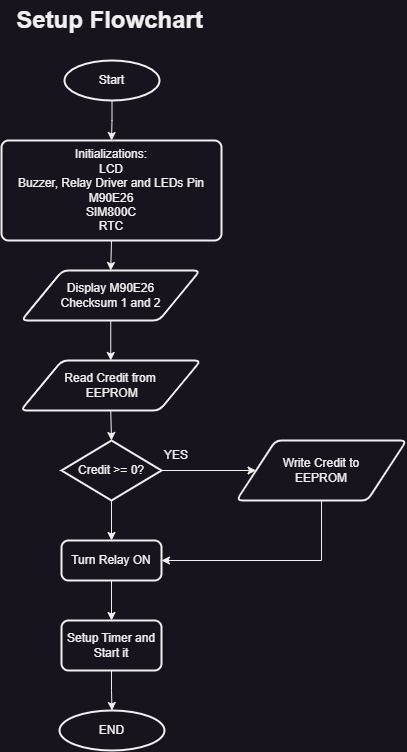 Setup Flowchart
Start
Initializations:
LCD
Buzzer, Relay Driver and LEDs Pin
M90E26
SIM800C
RTC
Display M90E26
Checksum 1 and 2
Read Credit from
EEPROM
Credit >= 0?
YES
Write Credit to
EEPROM
Turn Relay ON
Setup Timer and
Start it
END